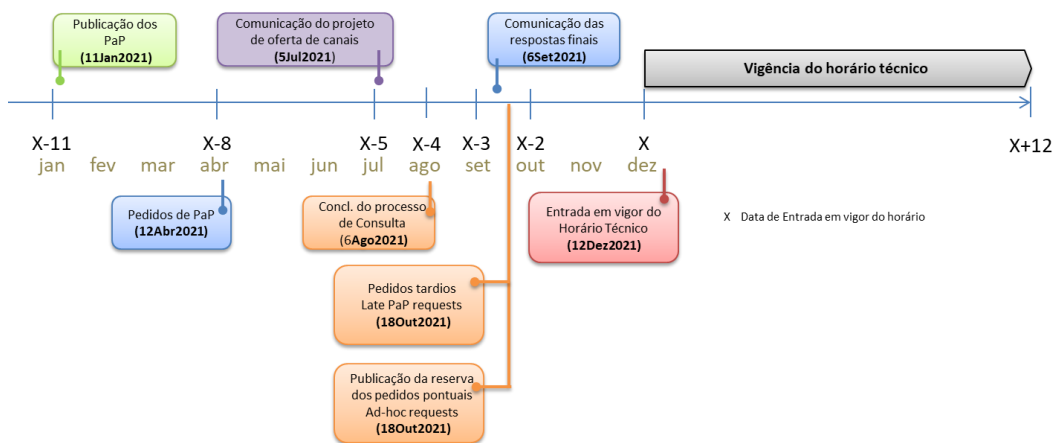 Publicação dos
PaP
(11Jan2021)
Comunicação do projeto
de oferta de canais
(5Jul2021)
Comunicação das
respostas finais
(6Set2021)
Vigência do horário técnico
X-11
X-8
X-5
X-4
X-3
X-2
X
X+12
jan
fev
mar
abr
mai
jun
jul
ago
set
out
nov
dez
Pedidos de PaP
(12Abr2021)
Concl. do processo
de Consulta
(6Ago2021)
Entrada em vigor do
Horário Técnico
(12Dez2021)
X Data de Entrada em vigor do horário
Pedidos tardios
Late PaP requests
(18Out2021)
Publicação da reserva
dos pedidos pontuais
Ad-hoc requests
(18Out2021)